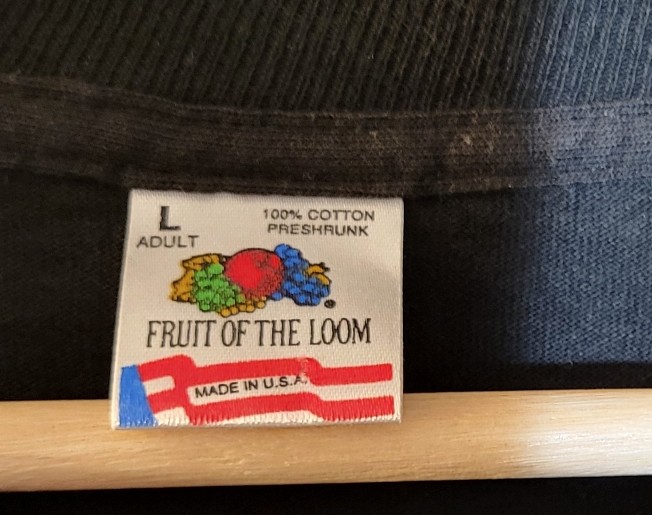 L
ADULT
100% COTTON
PRESHRUNK
®
FRUIT OF THE LOOM
MADE IN U.S.A.